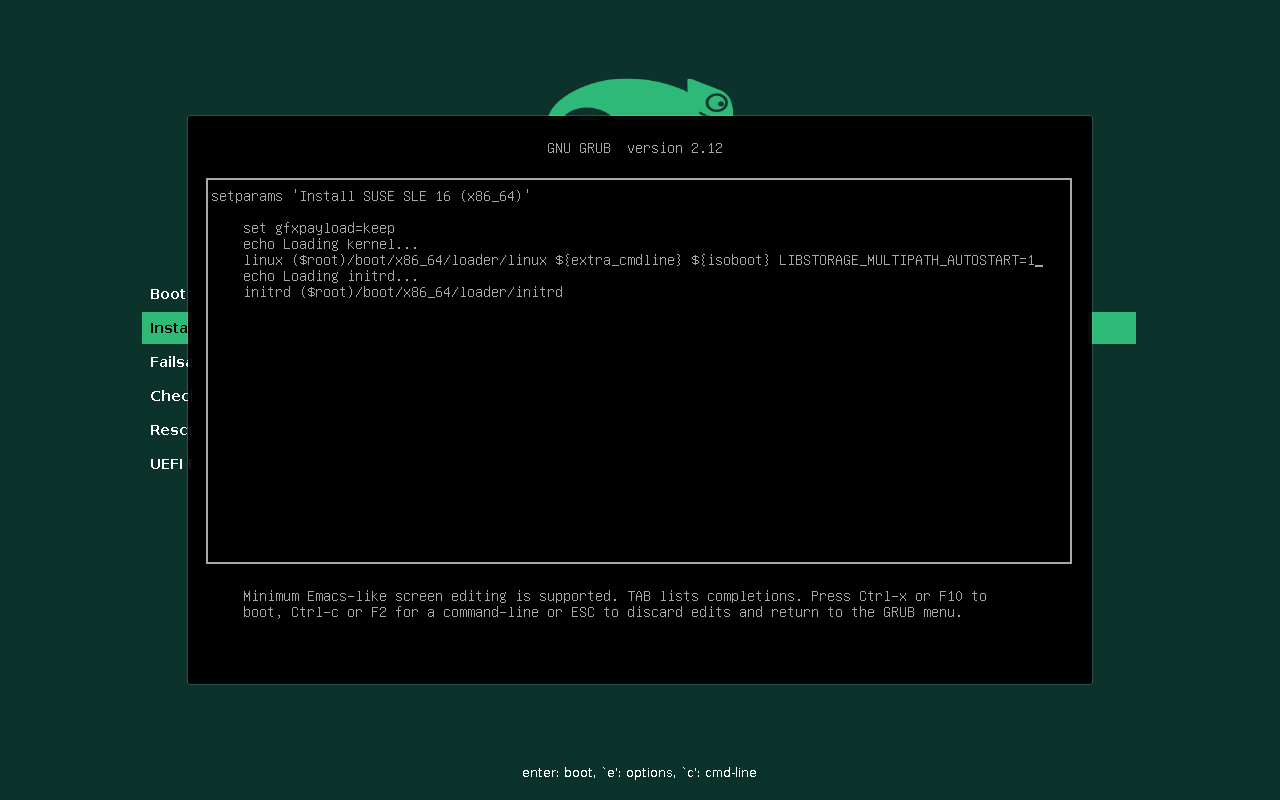 GNU GRUB  version 2.12
setparams 'Install SUSE SLE 16 (x86_64)'
set gfxpayload=keep
echo Loading kernel...
linux ($root)/boot/x86_64/loader/linux ${extra_cmdline} ${isoboot} LIBSTORAGE_MULTIPATH_AUTOSTART=1_
echo Loading initrd...
initrd ($root)/boot/x86_64/loader/initrd
Boot
Insta
Failsa
Chec
Resc
UEFI
Minimum Emacs-like screen editing is supported. TAB lists completions. Press Ctrl-x or F10 to
boot, Ctrl-c or F2 for a command-line or ESC to discard edits and return to the GRUB menu.
enter: boot, `e': options, `c': cmd-line